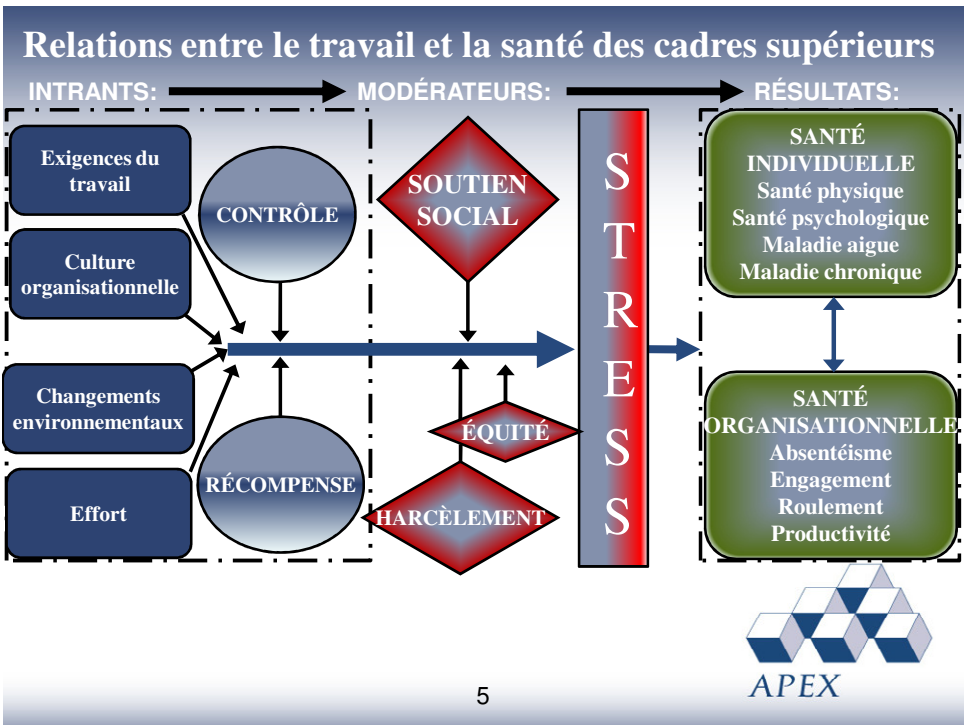 Relations entre le travail et la santé des cadres supérieurs
INTRANTS:
MODÉRATEURS:
RÉSULTATS:
Exigences du
travail
Culture
organisationnelle
Changements
environnementaux
Effort
CONTRÔLE
RÉCOMPENSE
SOUTIEN
SOCIAL
ÉQUITÉ
HARCÈLEMENT
S
T
R
E
S
S
SANTÉ
INDIVIDUELLE
Santé physique
Santé psychologique
Maladie aigue
Maladie chronique
SANTÉ
ORGANISATIONNELLE
Absentéisme
Engagement
Roulement
Productivité
APEX
5